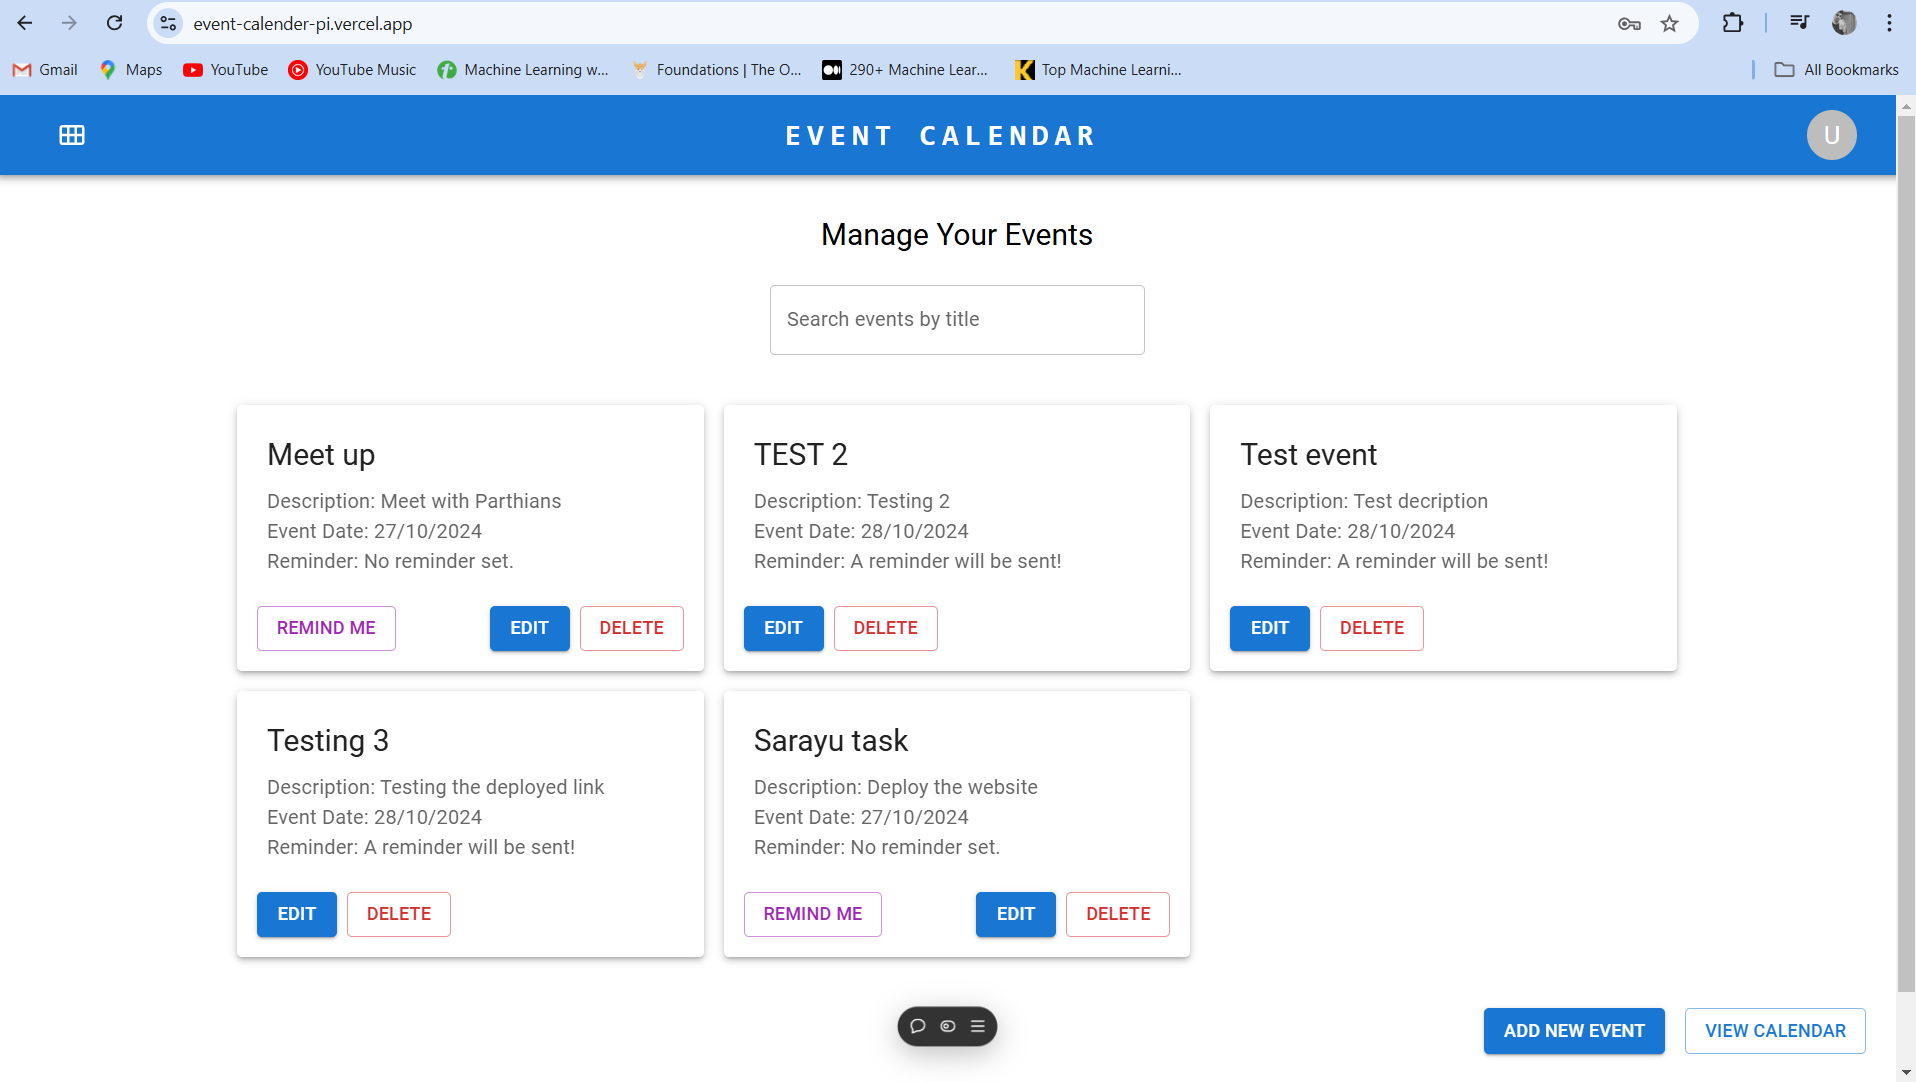 event-calender-pi.vercel.app
Gmail Maps YouTube YouTube Music Machine Learning w... Foundations | The O... 290+ Machine Lear... Top Machine Learni... All Bookmarks
EVENT CALENDAR
U
Manage Your Events
Search events by title
Meet up
Description: Meet with Parthians
Event Date: 27/10/2024
Reminder: No reminder set.
REMIND ME EDIT DELETE
TEST 2
Description: Testing 2
Event Date: 28/10/2024
Reminder: A reminder will be sent!
EDIT DELETE
Test event
Description: Test decription
Event Date: 28/10/2024
Reminder: A reminder will be sent!
EDIT DELETE
Testing 3
Description: Testing the deployed link
Event Date: 28/10/2024
Reminder: A reminder will be sent!
EDIT DELETE
Sarayu task
Description: Deploy the website
Event Date: 27/10/2024
Reminder: No reminder set.
REMIND ME EDIT DELETE
ADD NEW EVENT VIEW CALENDAR